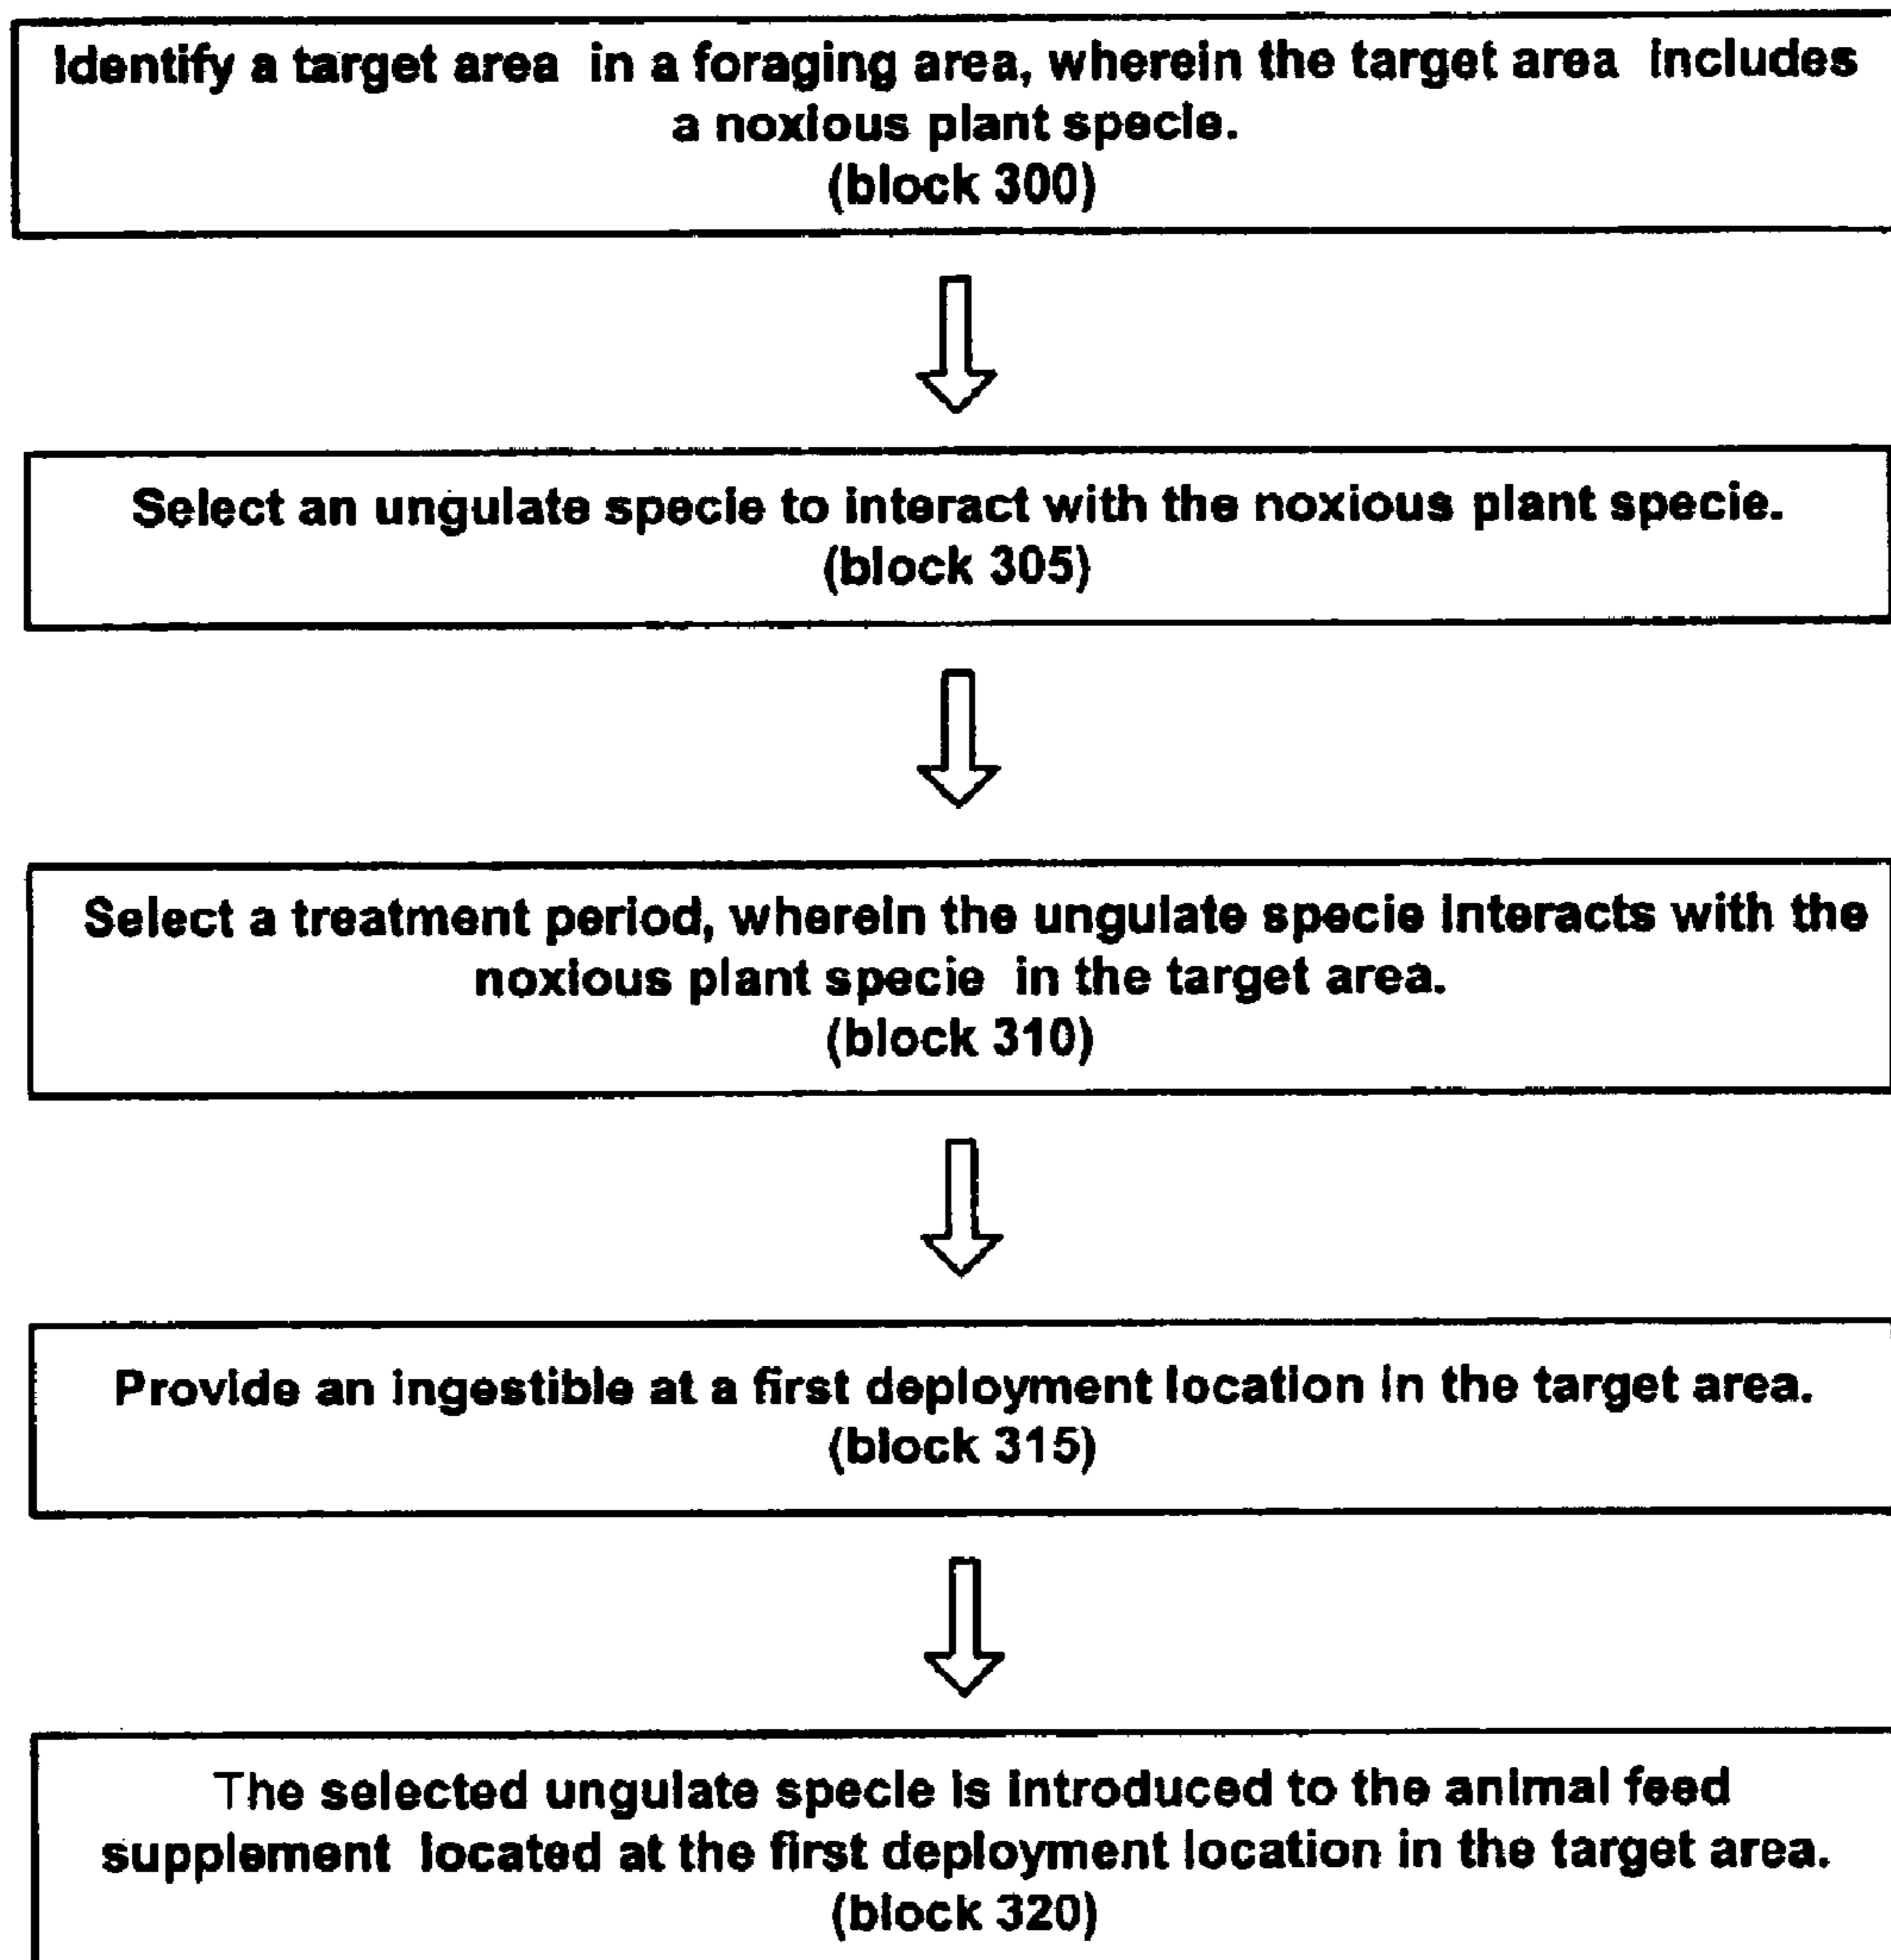 Identify a target area in a foraging area, wherein the target area includes
a noxious plant specie.
(block 300)
Select an ungulate specie to interact with the noxious plant specie.
(block 305)
Select a treatment period, wherein the ungulate specie interacts with the
noxious plant specie in the target area.
(block 310)
Provide an ingestible at a first deployment location in the target area.
(block 315)
The selected ungulate specie is introduced to the animal feed
supplement located at the first deployment location in the target area.
(block 320)